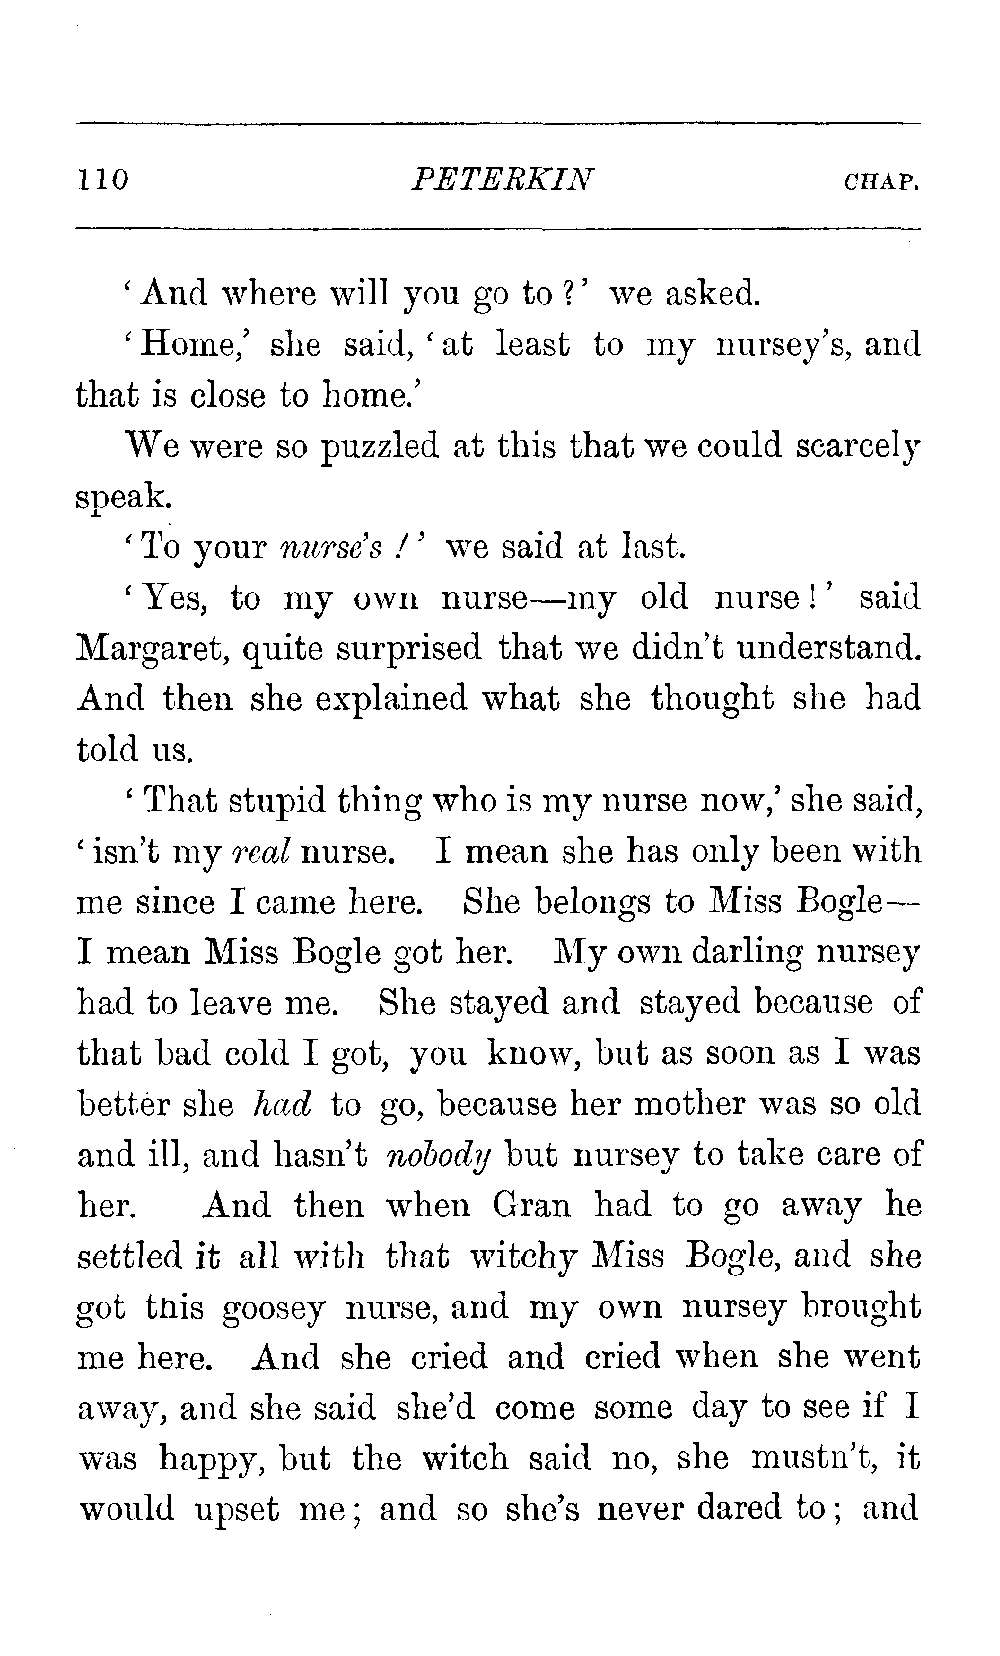 110 PETERKIN CHAP.
‘And where will you go to?’ we asked.
‘Home,’ she said, ‘at least to my nursey’s, and
that is close to home.’
We were so puzzled at this that we could scarcely
speak.
‘To your nurse’s!’ we said at last.
‘Yes, to my own nurse—my old nurse!’ said
Margaret, quite surprised that we didn’t understand.
And then she explained what she thought she had
told us.
‘That stupid thing who is my nurse now,’ she said,
‘isn’t my real nurse. I mean she has only been with
me since I came here. She belongs to Miss Bogle—
I mean Miss Bogle got her. My own darling nursey
had to leave me. She stayed and stayed because of
that bad cold I got, you know, but as soon as I was
better she had to go, because her mother was so old
and ill, and hasn’t nobody but nursey to take care of
her. And then when Gran had to go away he
settled it all with that witchy Miss Bogle, and she
got this goosey nurse, and my own nursey brought
me here. And she cried and cried when she went
away, and she said she’d come some day to see if I
was happy, but the witch said no, she mustn’t, it
would upset me; and so she’s never dared to; and